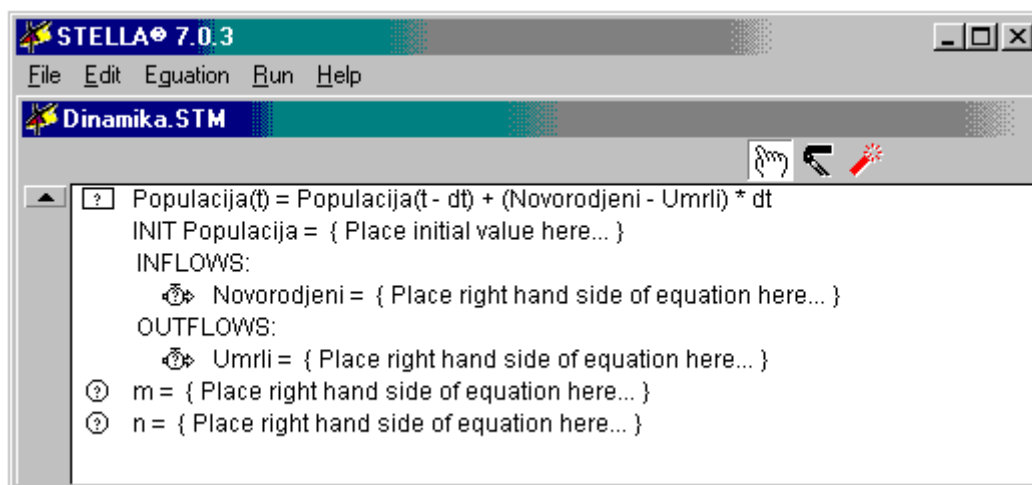 STELLA® 7.0.3
File Edit Eguation Run Help
Dinamika.STM
? Populacija(t) = Populacija(t - dt) + (Novorodjeni - Umrli) * dt
INIT Populacija = { Place initial value here... }
INFLOWS:
? Novorodjeni = { Place right hand side of equation here... }
OUTFLOWS:
? Umrli = { Place right hand side of equation here... }
? m = { Place right hand side of equation here... }
? n = { Place right hand side of equation here... }